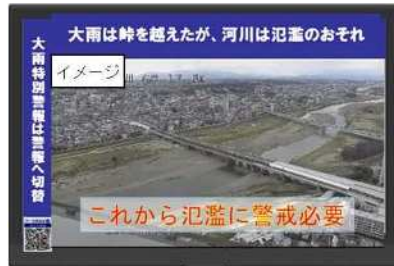 大雨は峠を越えたが、河川は氾濫のおそれ
大雨特別警報は警報へ切替
イメージ
これから氾濫に警戒必要